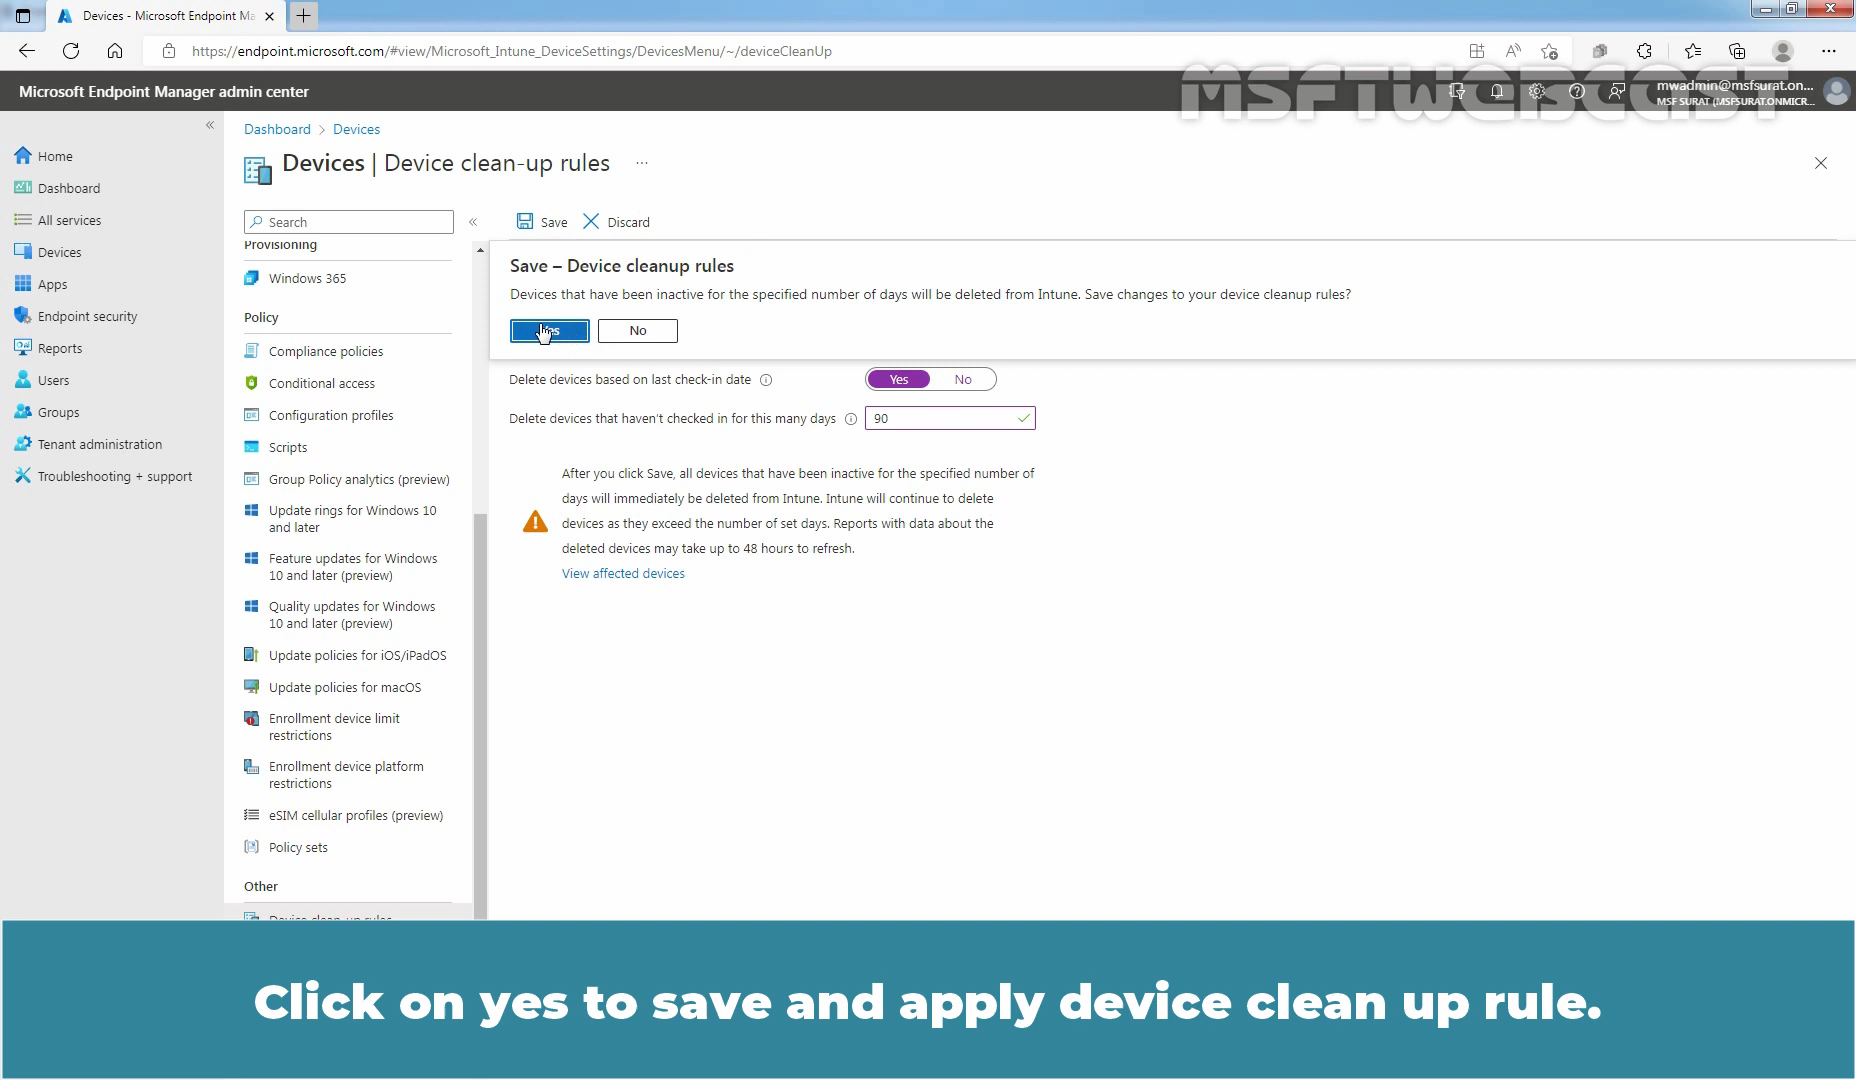 Devices - Microsoft Endpoint Ma
https://endpoint.microsoft.com/#view/Microsoft_Intune_DeviceSettings/DevicesMenu/~/deviceCleanUp
MSFTWEBCAST
Microsoft Endpoint Manager admin center
mwadmin@msfsurat.on...
MSF SURAT (MSFSURAT.ONMICR...
Dashboard > Devices
Devices | Device clean-up rules ...
Home
Dashboard
All services
Devices
Apps
Endpoint security
Reports
Users
Groups
Tenant administration
Troubleshooting + support
Search
Provisioning
Windows 365
Policy
Compliance policies
Conditional access
Configuration profiles
Scripts
Group Policy analytics (preview)
Update rings for Windows 10
and later
Feature updates for Windows
10 and later (preview)
Quality updates for Windows
10 and later (preview)
Update policies for iOS/iPadOS
Update policies for macOS
Enrollment device limit
restrictions
Enrollment device platform
restrictions
eSIM cellular profiles (preview)
Policy sets
Other
Device clean-up rules
Save Discard
Save – Device cleanup rules
Devices that have been inactive for the specified number of days will be deleted from Intune. Save changes to your device cleanup rules?
Yes No
Delete devices based on last check-in date Yes No
Delete devices that haven't checked in for this many days 90
After you click Save, all devices that have been inactive for the specified number of
days will immediately be deleted from Intune. Intune will continue to delete
devices as they exceed the number of set days. Reports with data about the
deleted devices may take up to 48 hours to refresh.
View affected devices
Click on yes to save and apply device clean up rule.